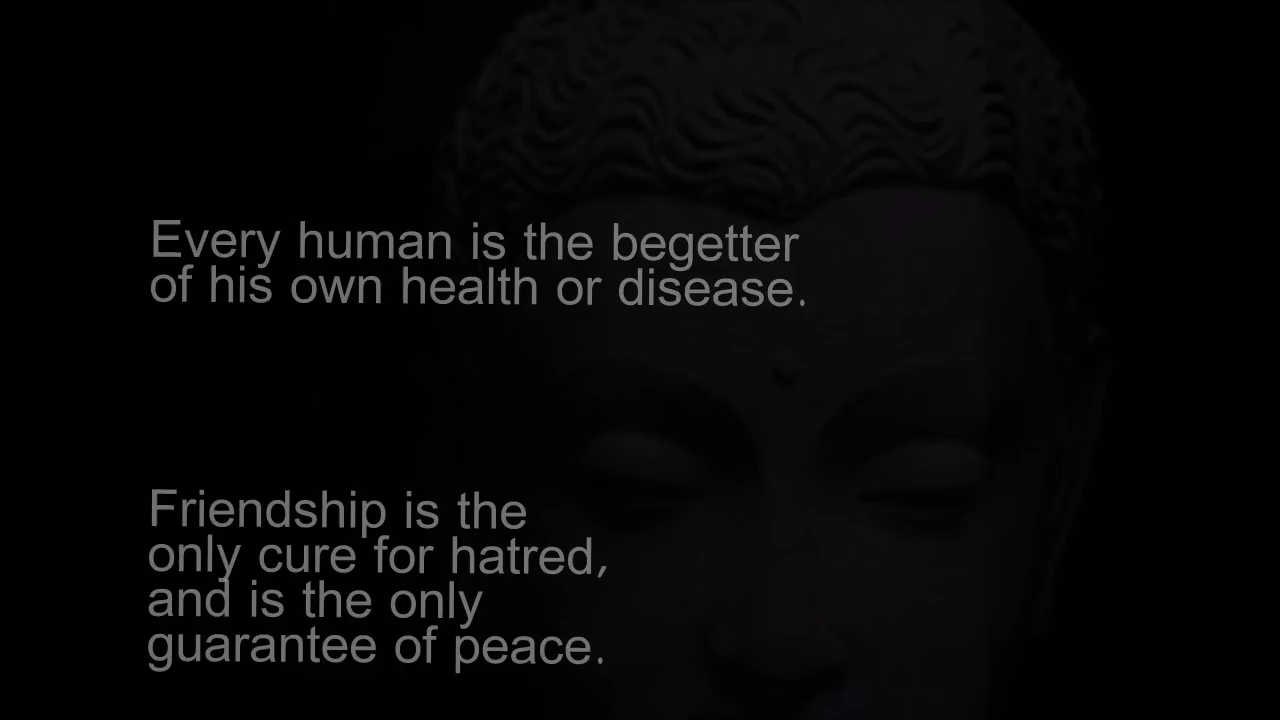 Every human is the begetter
of his own health or disease.
Friendship is the
only cure for hatred,
and is the only
guarantee of peace.